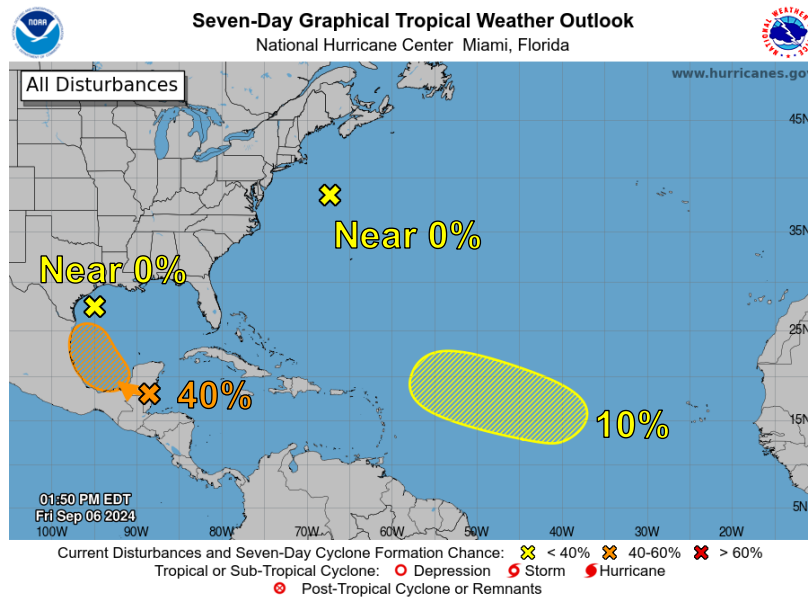 Seven-Day Graphical Tropical Weather Outlook
National Hurricane Center Miami, Florida
NOAA
All Disturbances
www.hurricanes.gov
45N
Near 0%
35N
Near 0%
25N
40%
15N
10%
01:50 PM EDT
Fri Sep 06 2024
5N
100W 90W 80W 70W 60W 50W 40W 30W 20W
Current Disturbances and Seven-Day Cyclone Formation Chance: < 40% 40-60% > 60%
Tropical or Sub-Tropical Cyclone: Depression Storm Hurricane
Post-Tropical Cyclone or Remnants